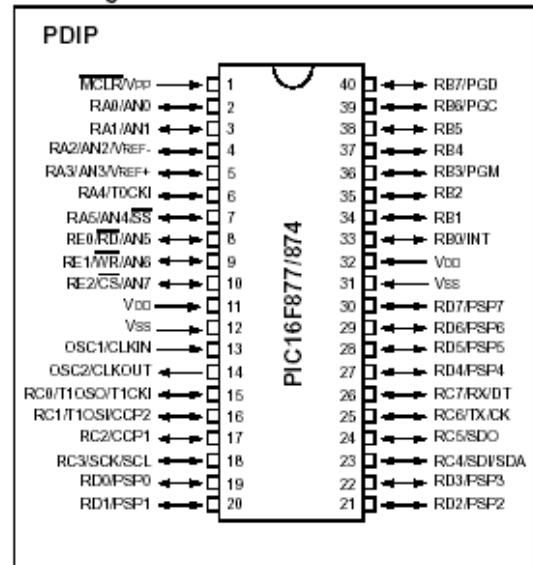 PDIP
MCLR/VPP 1 40 RB7/PGD
RA0/AN0 2 39 RB6/PGC
RA1/AN1 3 38 RB5
RA2/AN2/VREF- 4 37 RB4
RA3/AN3/VREF+ 5 36 RB3/PGM
RA4/T0CKI 6 35 RB2
RA5/AN4/SS 7 34 RB1
RE0/RD/AN5 8 33 RB0/INT
RE1/WR/AN6 9 32 VDD
RE2/CS/AN7 10 31 VSS
VDD 11 30 RD7/PSP7
VSS 12 29 RD6/PSP6
OSC1/CLKIN 13 28 RD5/PSP5
OSC2/CLKOUT 14 27 RD4/PSP4
RC0/T1OSO/T1CKI 15 26 RC7/RX/DT
RC1/T1OSI/CCP2 16 25 RC6/TX/CK
RC2/CCP1 17 24 RC5/SDO
RC3/SCK/SCL 18 23 RC4/SDI/SDA
RD0/PSP0 19 22 RD3/PSP3
RD1/PSP1 20 21 RD2/PSP2
PIC16F877/874